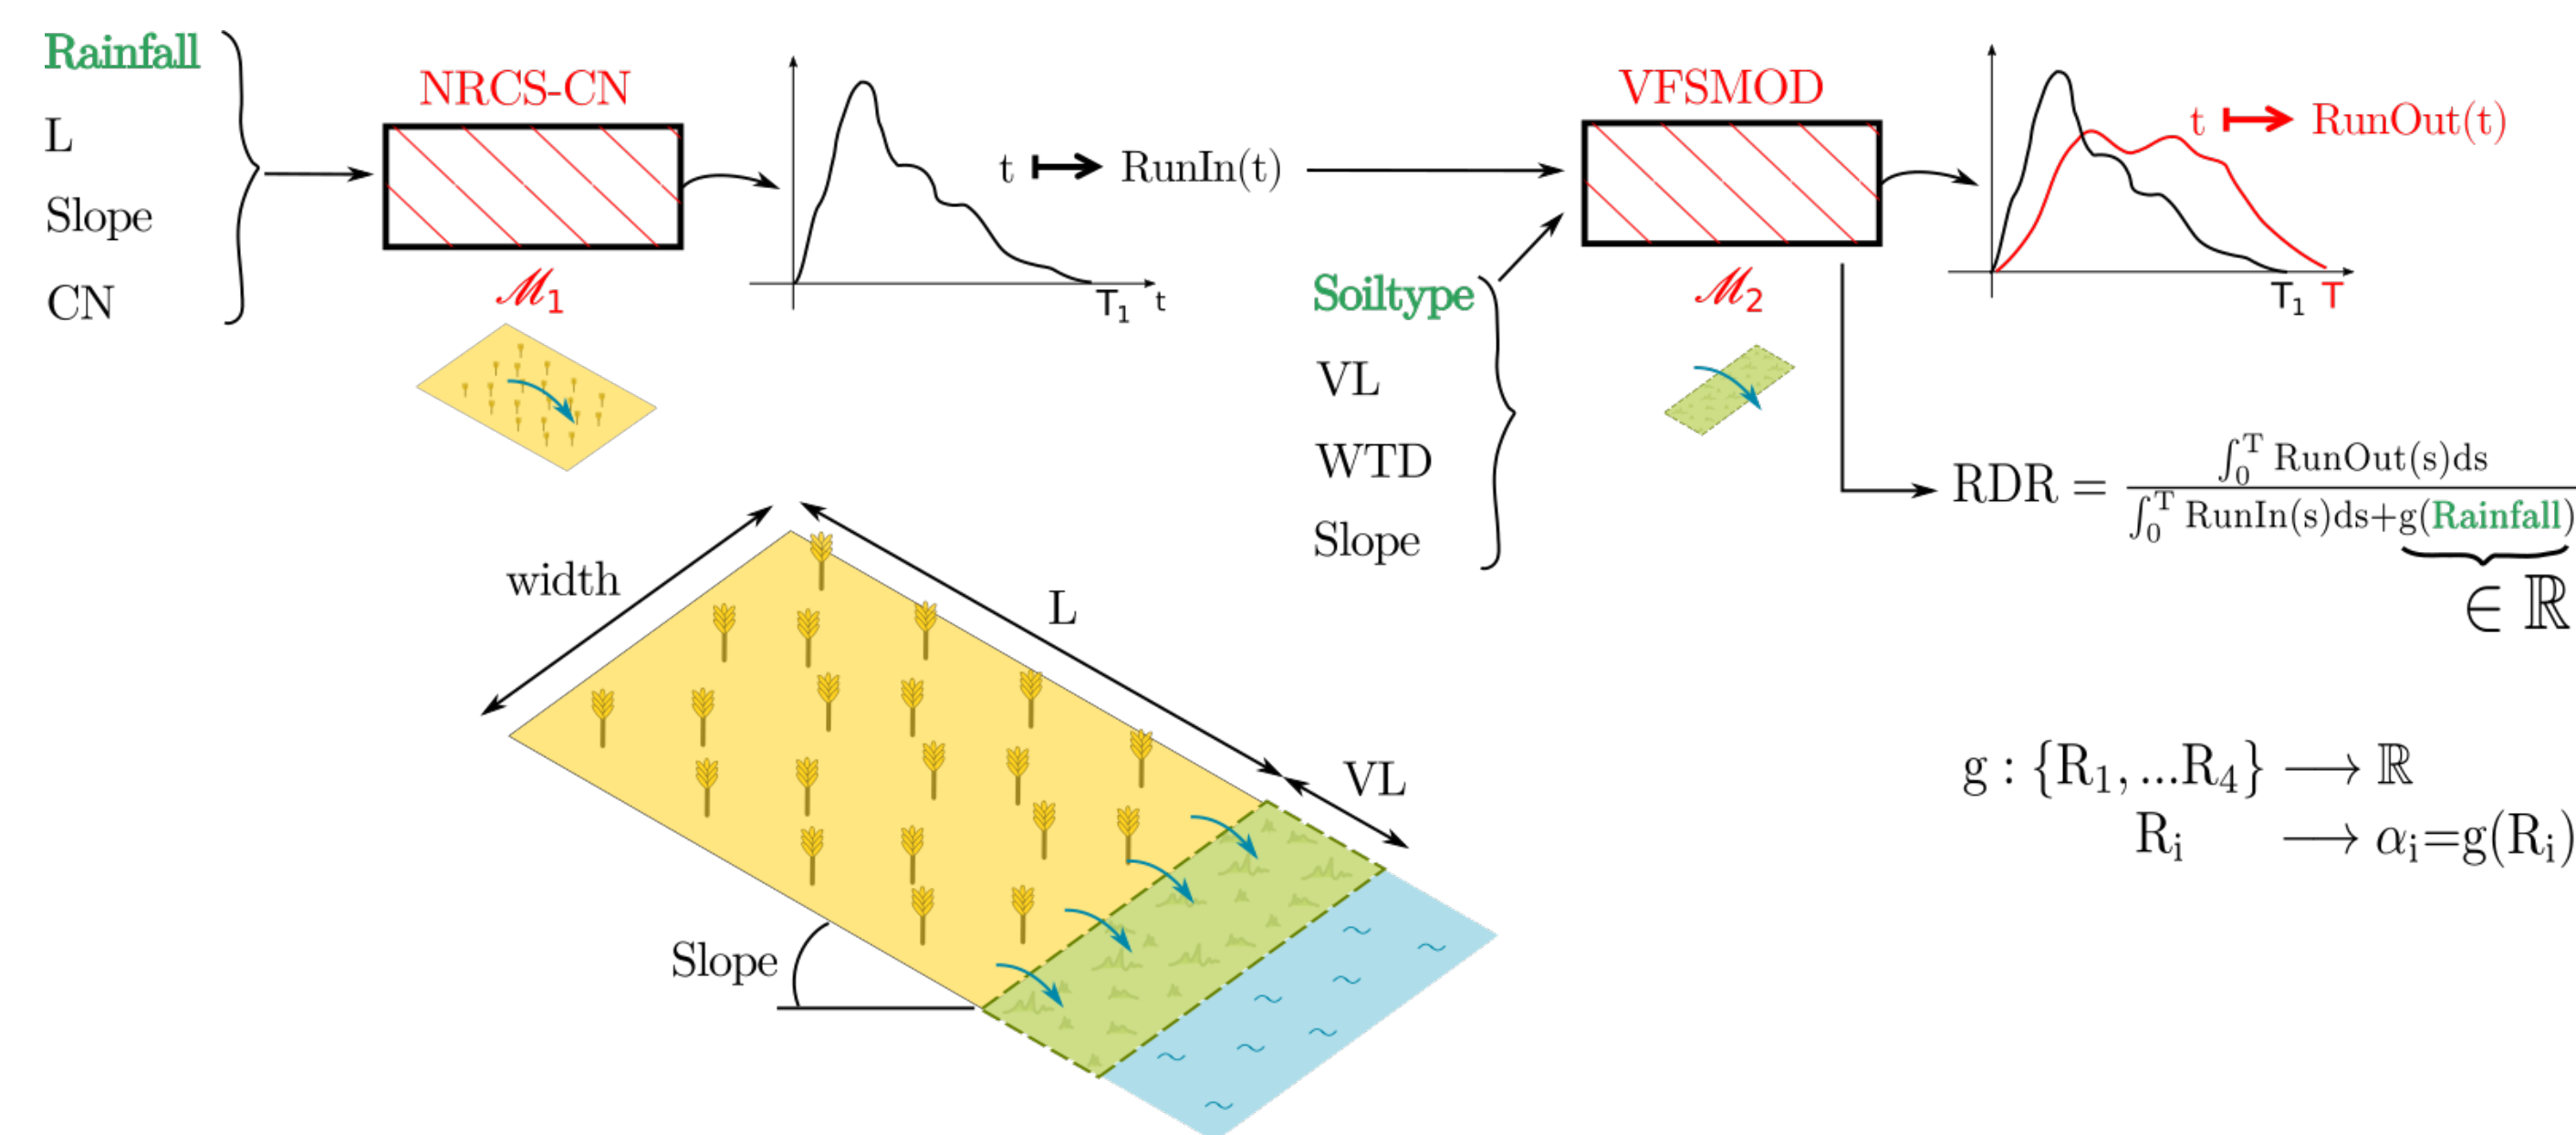 Rainfall
L
Slope
CN
NRCS-CN
ℳ₁
T₁ t
t ↦ RunIn(t)
Soiltype
VL
WTD
Slope
VFSMOD
ℳ₂
t ↦ RunOut(t)
T₁ T
RDR = ∫₀ᵀ RunOut(s)ds / ∫₀ᵀ RunIn(s)ds+g(Rainfall)
∈ ℝ
width
L
VL
Slope
g : {R₁, ...R₄} ⟶ ℝ
Rᵢ ⟶ αᵢ=g(Rᵢ)